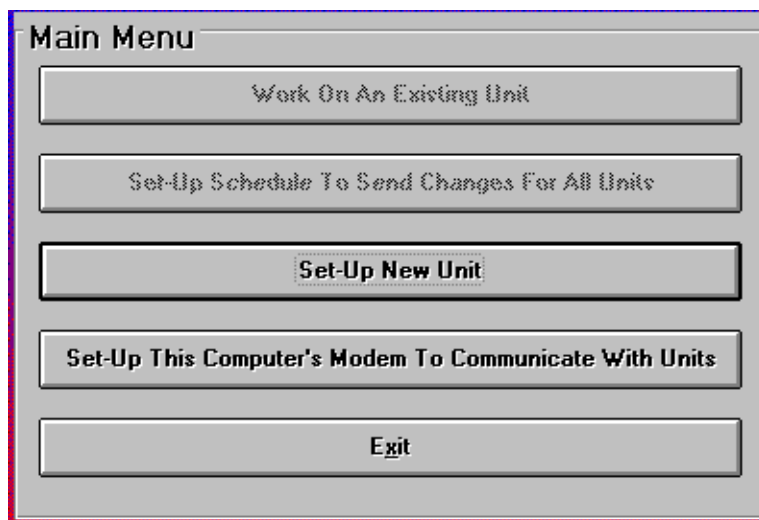 Main Menu
Work On An Existing Unit
Set-Up Schedule To Send Changes For All Units
Set-Up New Unit
Set-Up This Computer's Modem To Communicate With Units
Exit